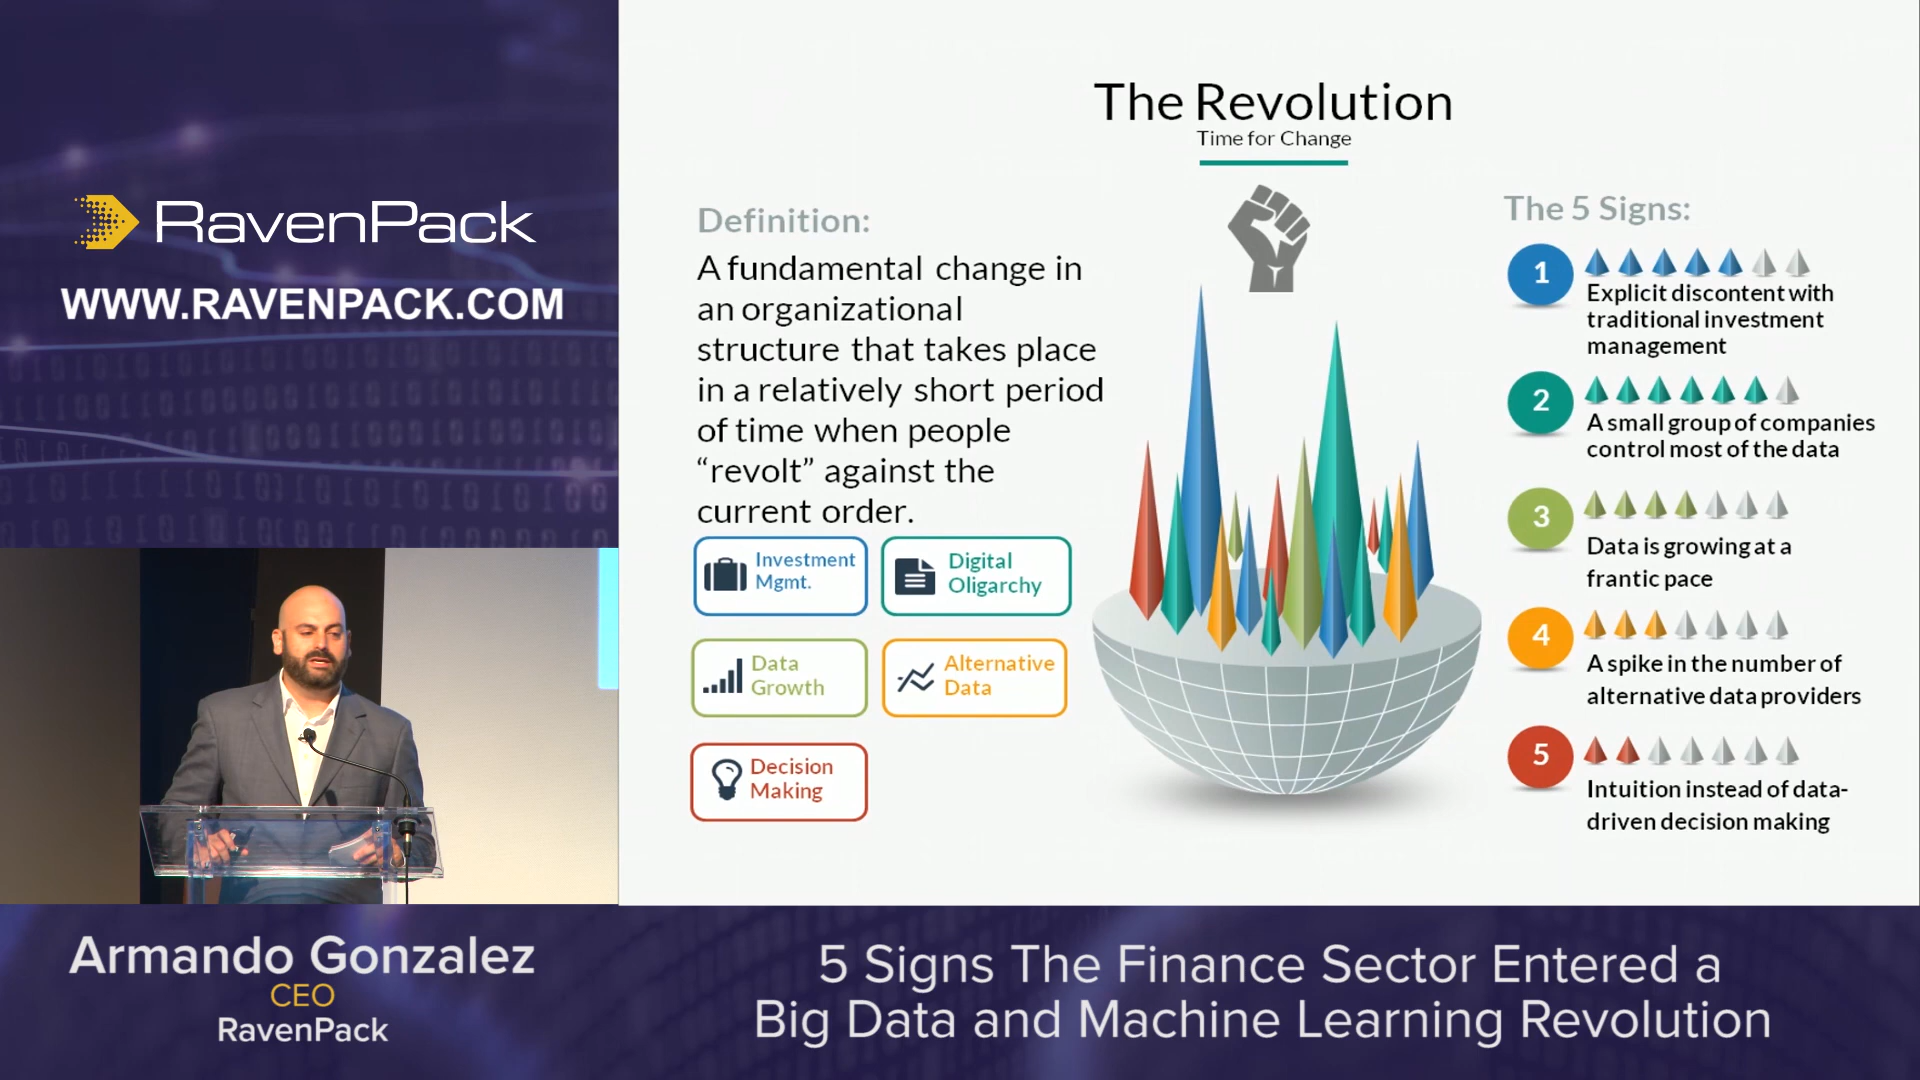 RavenPack
WWW.RAVENPACK.COM
The Revolution
Time for Change
Definition:
A fundamental change in
an organizational
structure that takes place
in a relatively short period
of time when people
“revolt” against the
current order.
Investment
Mgmt.
Digital
Oligarchy
Data
Growth
Alternative
Data
Decision
Making
The 5 Signs:
1
Explicit discontent with
traditional investment
management
2
A small group of companies
control most of the data
3
Data is growing at a
frantic pace
4
A spike in the number of
alternative data providers
5
Intuition instead of data-
driven decision making
Armando Gonzalez
CEO
RavenPack
5 Signs The Finance Sector Entered a
Big Data and Machine Learning Revolution